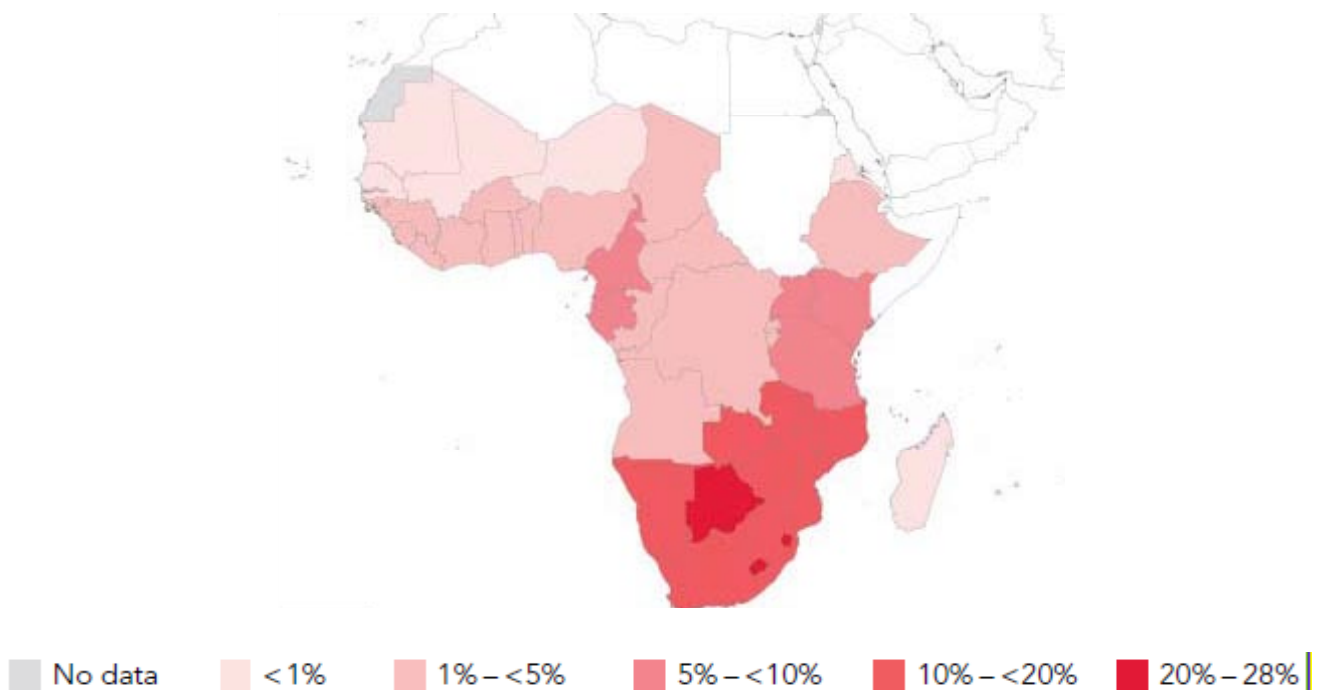 No data <1% 1% – <5% 5% – <10% 10% – <20% 20% – 28%